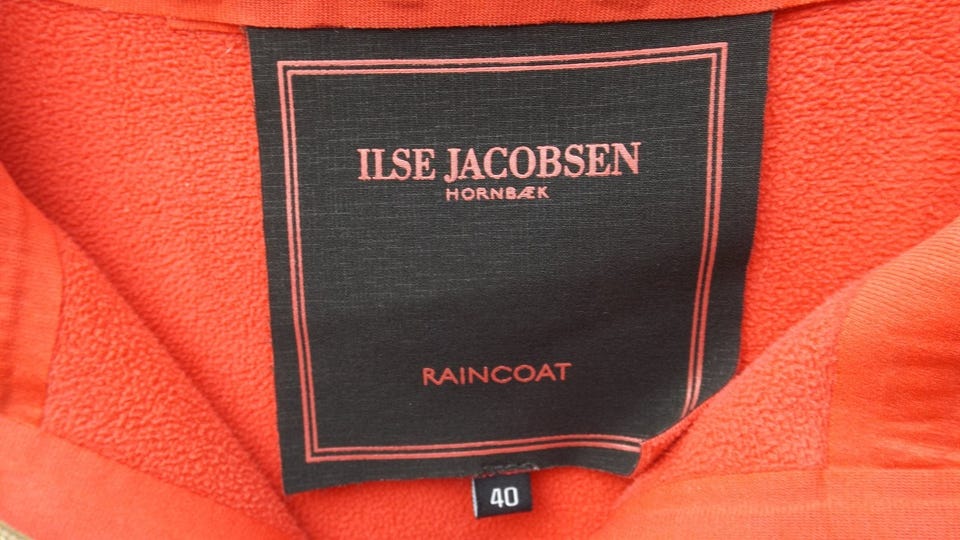 ILSE JACOBSEN
HORNBÆK
RAINCOAT
40